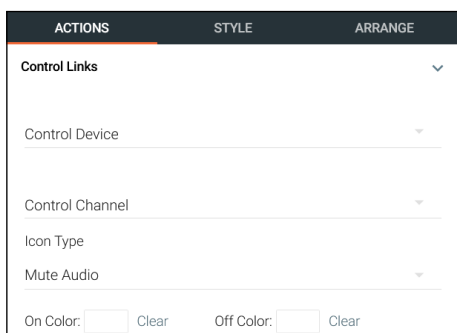 ACTIONS STYLE ARRANGE
Control Links
Control Device
Control Channel
Icon Type
Mute Audio
On Color: Clear Off Color: Clear